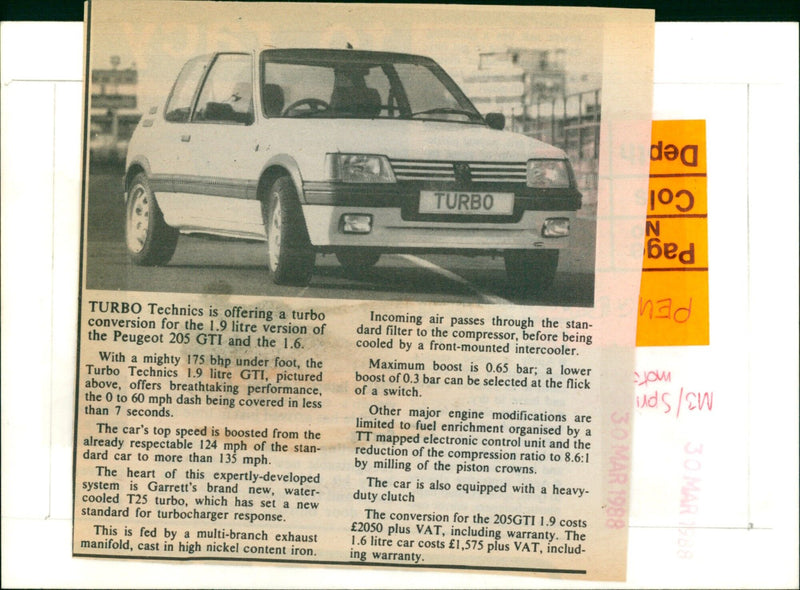 TURBO
TURBO Technics is offering a turbo
conversion for the 1.9 litre version of
the Peugeot 205 GTI and the 1.6.
With a mighty 175 bhp under foot, the
Turbo Technics 1.9 litre GTI, pictured
above, offers breathtaking performance,
the 0 to 60 mph dash being covered in less
than 7 seconds.
The car's top speed is boosted from the
already respectable 124 mph of the stan-
dard car to more than 135 mph.
The heart of this expertly-developed
system is Garrett's brand new, water-
cooled T25 turbo, which has set a new
standard for turbocharger response.
This is fed by a multi-branch exhaust
manifold, cast in high nickel content iron.
Incoming air passes through the stan-
dard filter to the compressor, before being
cooled by a front-mounted intercooler.
Maximum boost is 0.65 bar; a lower
boost of 0.3 bar can be selected at the flick
of a switch.
Other major engine modifications are
limited to fuel enrichment organised by a
TT mapped electronic control unit and the
reduction of the compression ratio to 8.6:1
by milling of the piston crowns.
The car is also equipped with a heavy-
duty clutch
The conversion for the 205GTI 1.9 costs
£2050 plus VAT, including warranty. The
1.6 litre car costs £1,575 plus VAT, includ-
ing warranty.
Depth
Cols
Page
No
M3/Spri
30 MAR 1988
30 MAR 1988